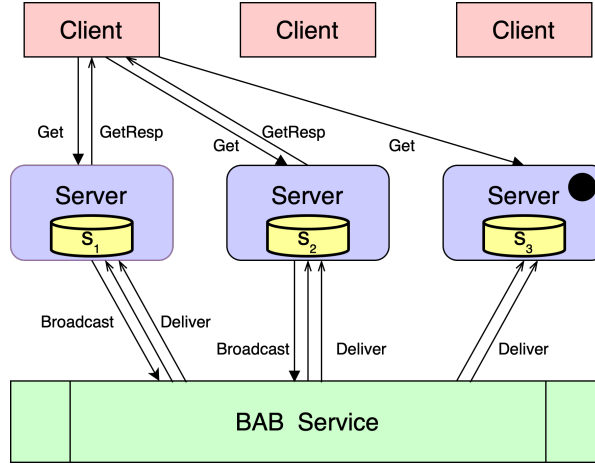 Client
Client
Client
Get
GetResp
Get
GetResp
Get
Server
Server
Server
S1
S2
S3
Broadcast
Deliver
Broadcast
Deliver
Deliver
BAB Service